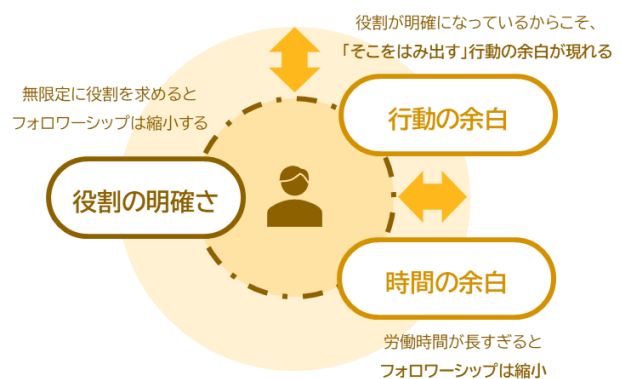 役割が明確になっているからこそ、
「そこをはみ出す」行動の余白が現れる
無限定に役割を求めると
フォロワーシップは縮小する
行動の余白
役割の明確さ
時間の余白
労働時間が長すぎると
フォロワーシップは縮小